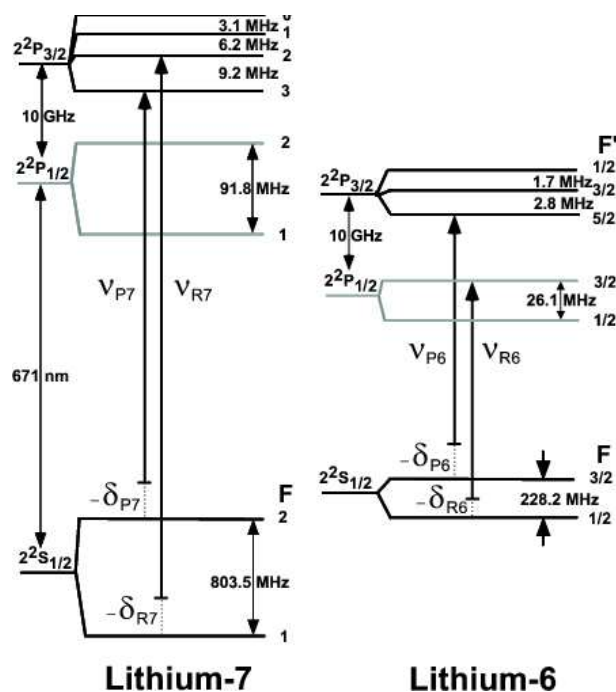 0
3.1 MHz
1
6.2 MHz
2²P3/2
2
9.2 MHz
3
10 GHz
2
2²P1/2
91.8 MHz
1
νP7
νR7
671 nm
-δP7
F
2
2²S1/2
803.5 MHz
-δR7
1
Lithium-7
F'
1/2
2²P3/2
1.7 MHz
3/2
2.8 MHz
5/2
10 GHz
2²P1/2
3/2
26.1 MHz
1/2
νP6
νR6
-δP6
F
3/2
2²S1/2
-δR6
228.2 MHz
1/2
Lithium-6